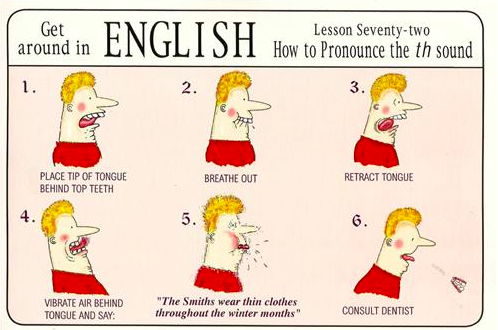 Get
around in
ENGLISH
Lesson Seventy-two
How to Pronounce the th sound
1.
PLACE TIP OF TONGUE
BEHIND TOP TEETH
2.
BREATHE OUT
3.
RETRACT TONGUE
4.
VIBRATE AIR BEHIND
TONGUE AND SAY:
5.
"The Smiths wear thin clothes
throughout the winter months"
6.
CONSULT DENTIST